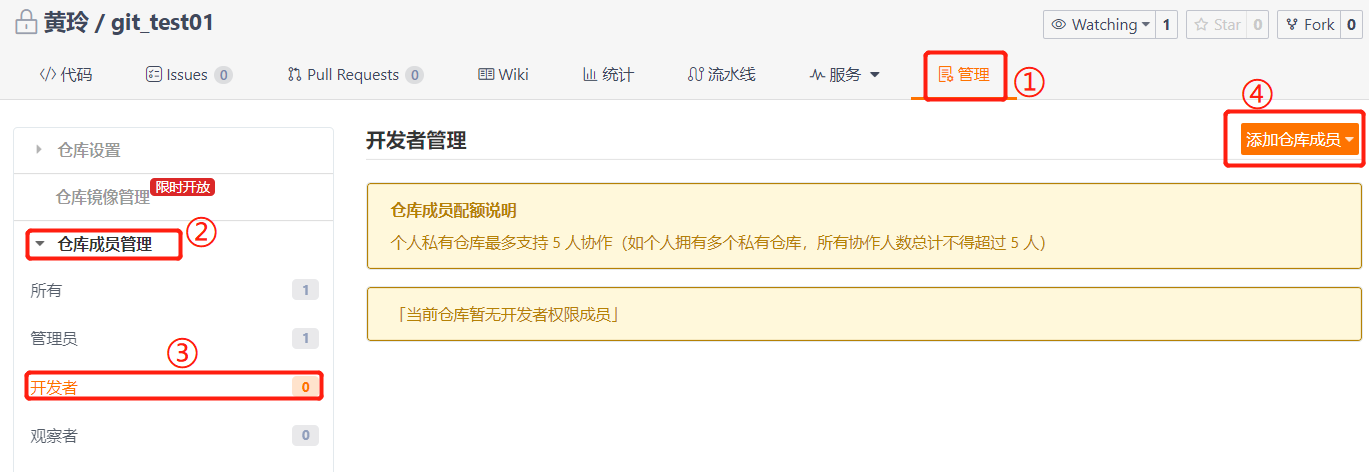 黄玲 / git_test01
Watching 1 Star 0 Fork 0
代码 Issues 0 Pull Requests 0 Wiki 统计 流水线 服务 管理 ①
④
仓库设置
开发者管理 添加仓库成员
仓库镜像管理 限时开放
仓库成员配额说明
② 仓库成员管理
个人私有仓库最多支持 5 人协作（如个人拥有多个私有仓库，所有协作人数总计不得超过 5 人）
所有 1
「当前仓库暂无开发者权限成员」
管理员 1
③
开发者 0
观察者 0